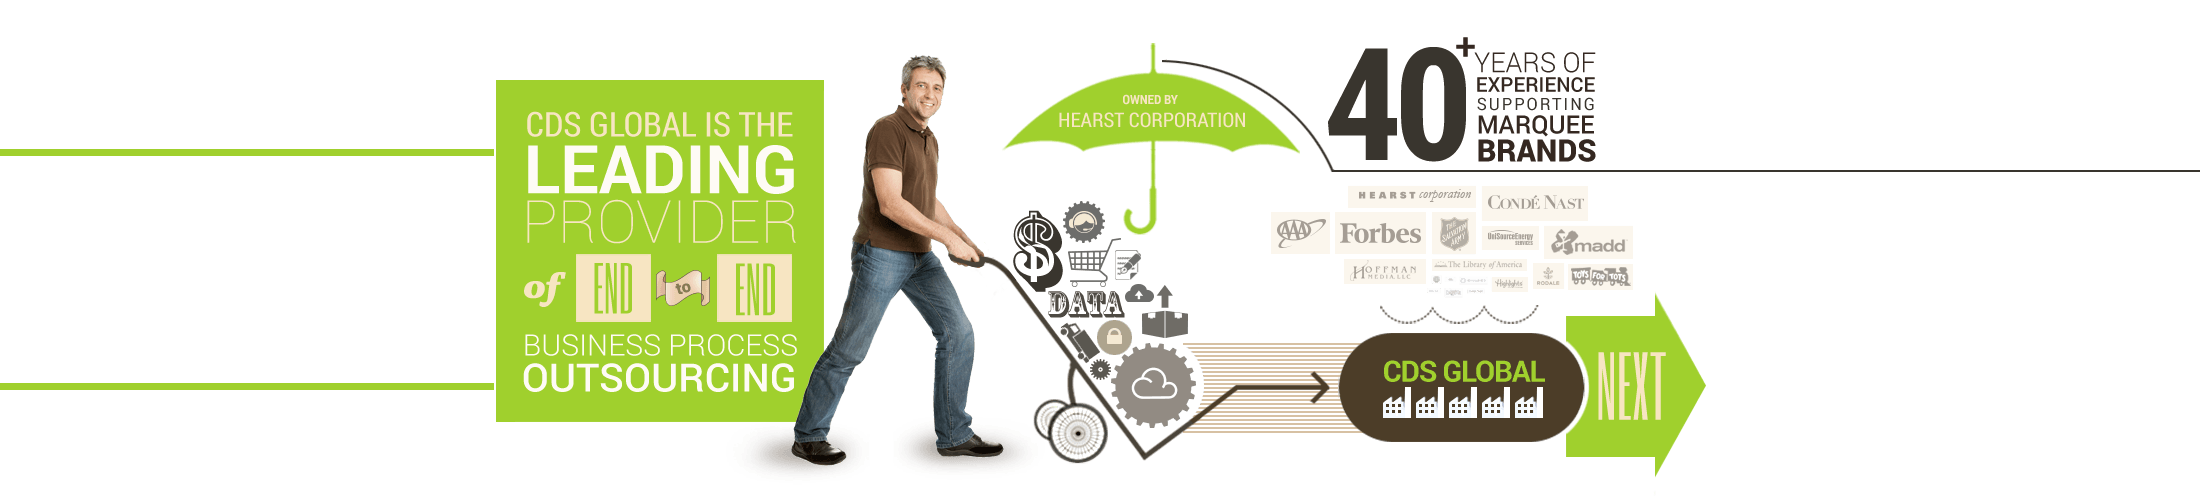 CDS GLOBAL IS THE
LEADING
PROVIDER
of END to END
BUSINESS PROCESS
OUTSOURCING
OWNED BY
HEARST CORPORATION
40+
YEARS OF
EXPERIENCE
SUPPORTING
MARQUEE
BRANDS
HEARST corporation
CONDÉ NAST
AAA
Forbes
THE SALVATION ARMY
UniSourceEnergy
SERVICES
madd
HOFFMAN
MEDIA, LLC
The Library of America
Highlights
RODALE
TOYS FOR TOTS
$
DATA
CDS GLOBAL
NEXT